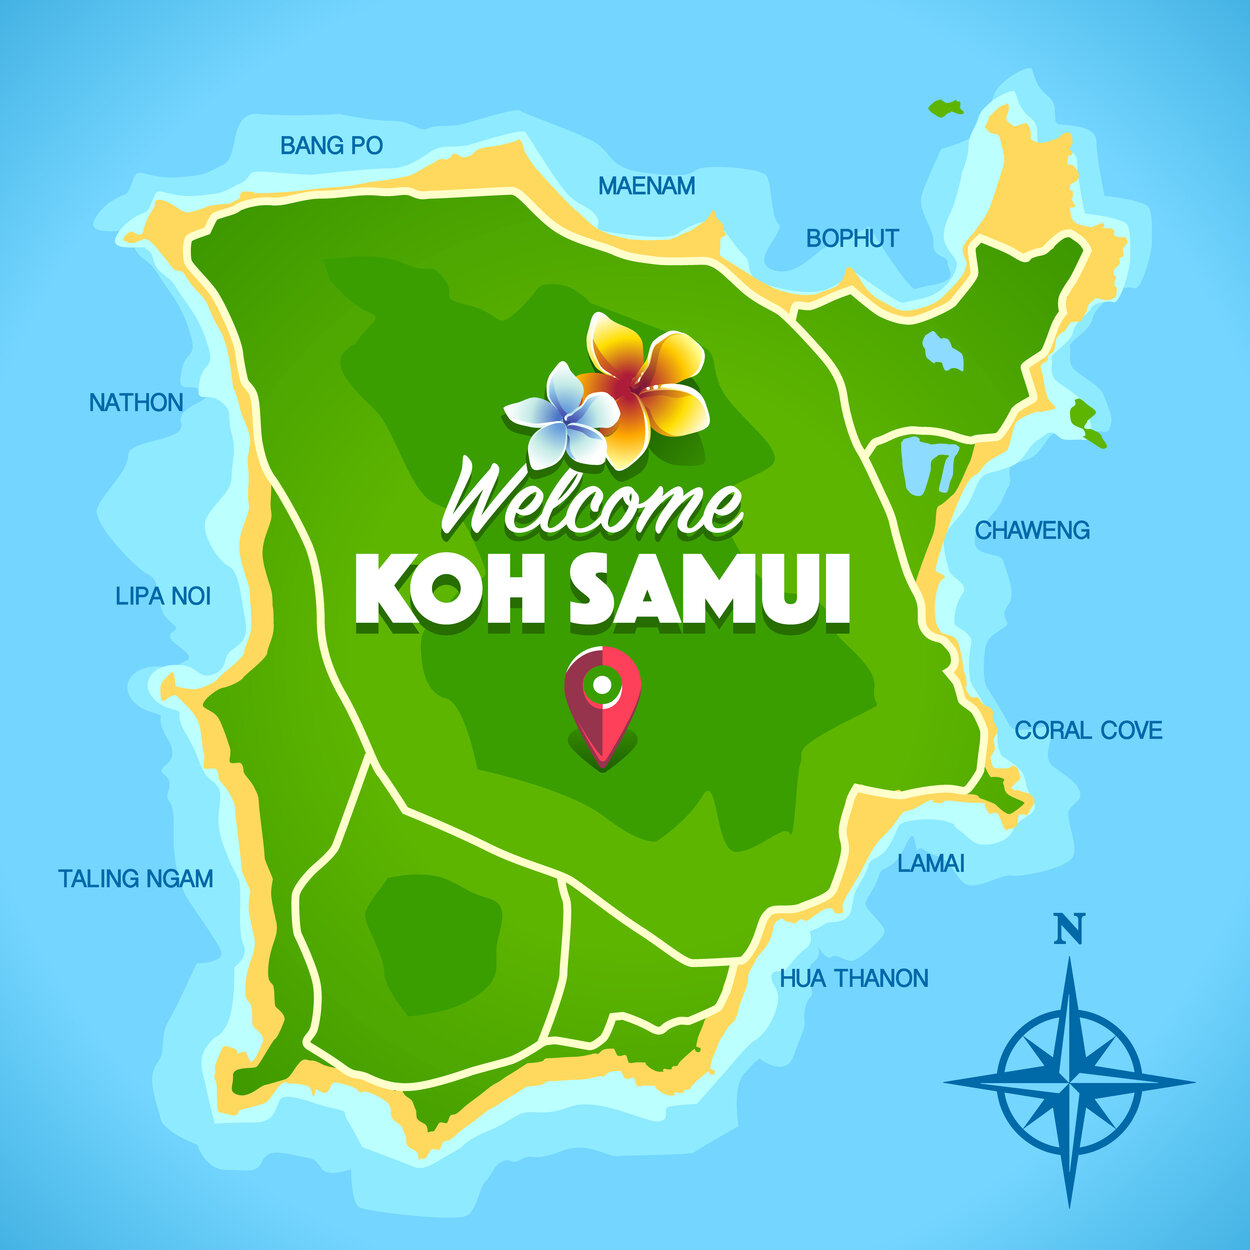 BANG PO
MAENAM
BOPHUT
NATHON
Welcome
CHAWENG
KOH SAMUI
LIPA NOI
CORAL COVE
LAMAI
TALING NGAM
N
HUA THANON